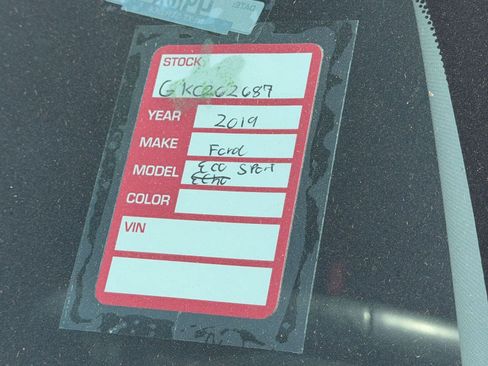 STOCK
GKC262687
YEAR 2019
MAKE Ford
MODEL Eco Sport
COLOR
VIN